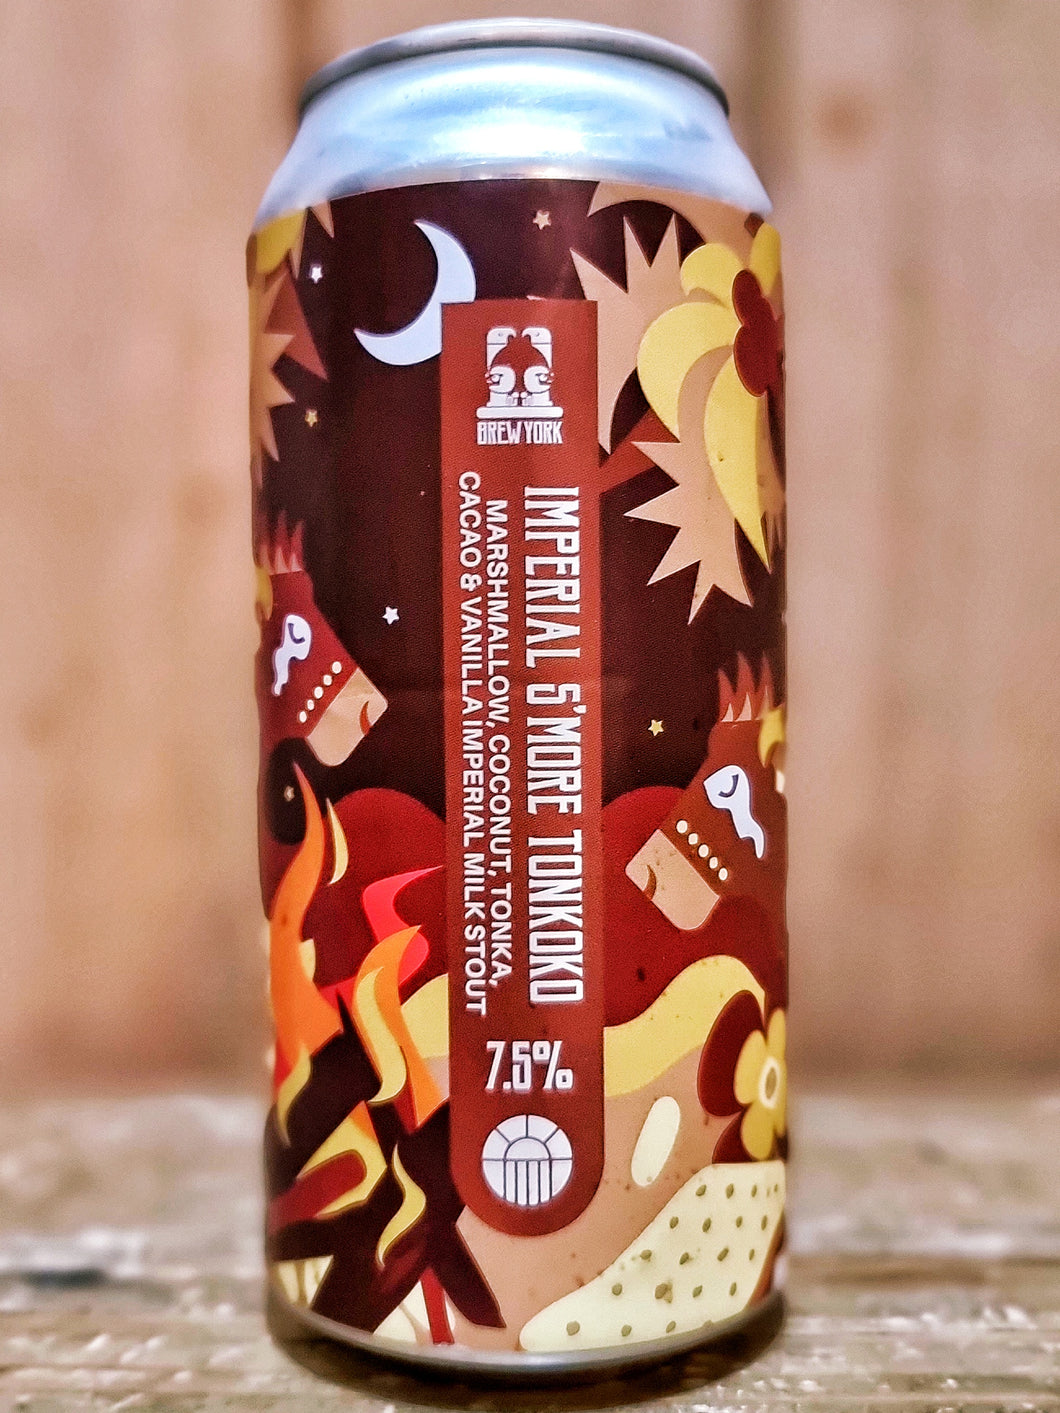 BREW YORK
IMPERIAL S'MORE TONKOKO
MARSHMALLOW, COCONUT, TONKA,
CACAO & VANILLA IMPERIAL MILK STOUT
7.5%